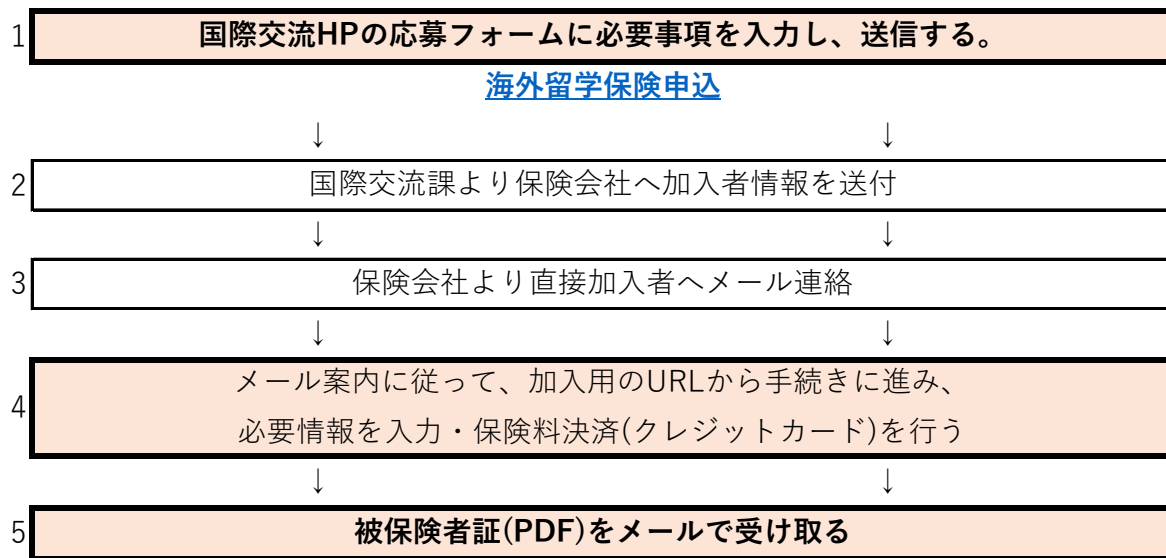 1 国際交流HPの応募フォームに必要事項を入力し、送信する。
海外留学保険申込
↓ ↓
2 国際交流課より保険会社へ加入者情報を送付
↓ ↓
3 保険会社より直接加入者へメール連絡
↓ ↓
4 メール案内に従って、加入用のURLから手続きに進み、
必要情報を入力・保険料決済(クレジットカード)を行う
↓ ↓
5 被保険者証(PDF)をメールで受け取る